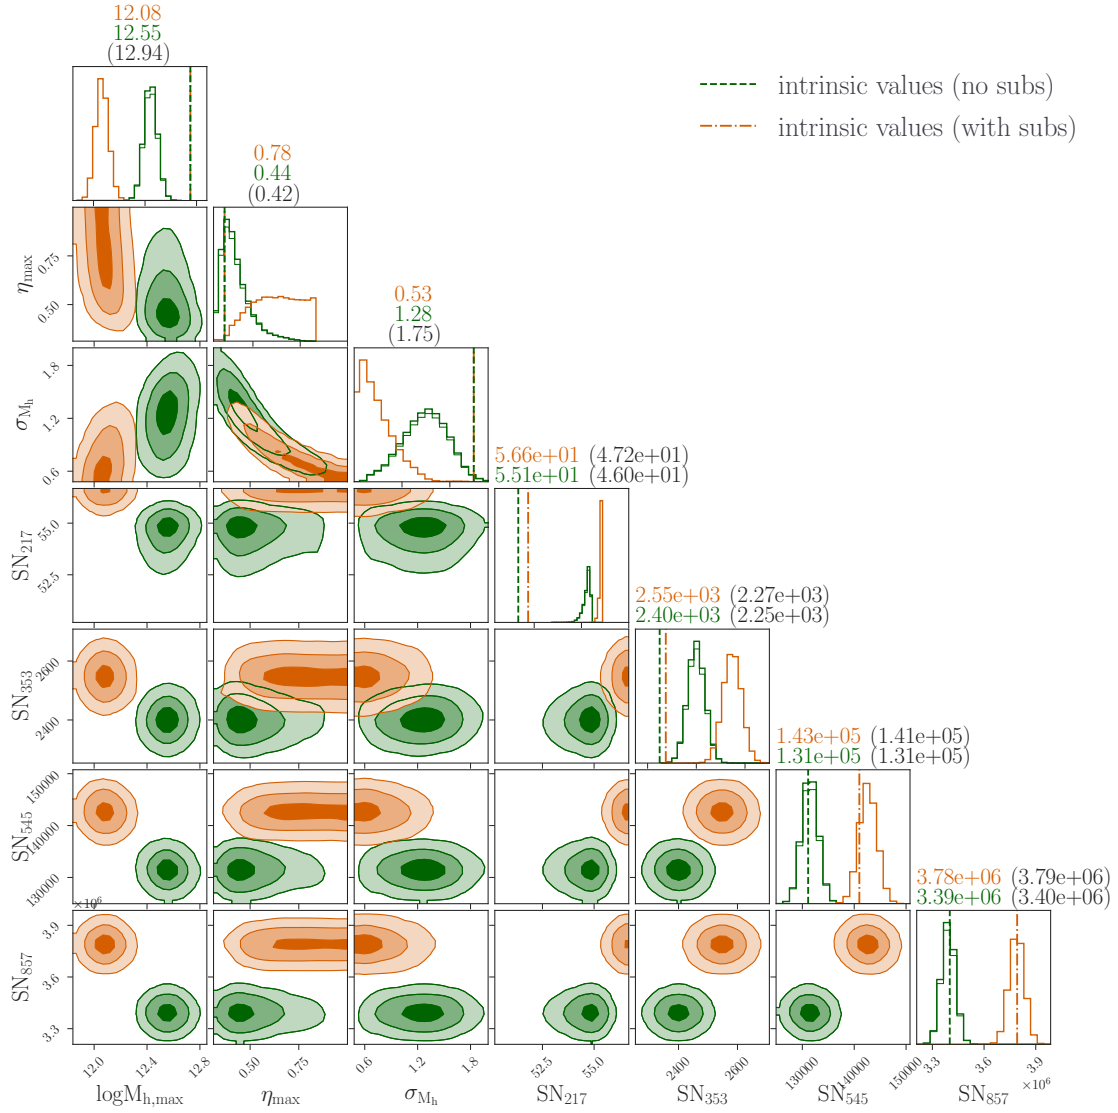 12.08
12.55
(12.94)
intrinsic values (no subs)
intrinsic values (with subs)
0.78
0.44
(0.42)
η_max
0.75
0.50
0.53
1.28
(1.75)
σ_M_h
1.8
1.2
0.6
5.66e+01 (4.72e+01)
5.51e+01 (4.60e+01)
SN_217
55.0
52.5
2.55e+03 (2.27e+03)
2.40e+03 (2.25e+03)
SN_353
2600
2400
1.43e+05 (1.41e+05)
1.31e+05 (1.31e+05)
SN_545
150000
140000
130000
3.78e+06 (3.79e+06)
3.39e+06 (3.40e+06)
×10^6
SN_857
3.9
3.6
3.3
12.0 12.4 12.8 0.50 0.75 0.6 1.2 1.8 52.5 55.0 2400 2600 130000 140000 150000 3.3 3.6 3.9
×10^6
logM_h,max η_max σ_M_h SN_217 SN_353 SN_545 SN_857